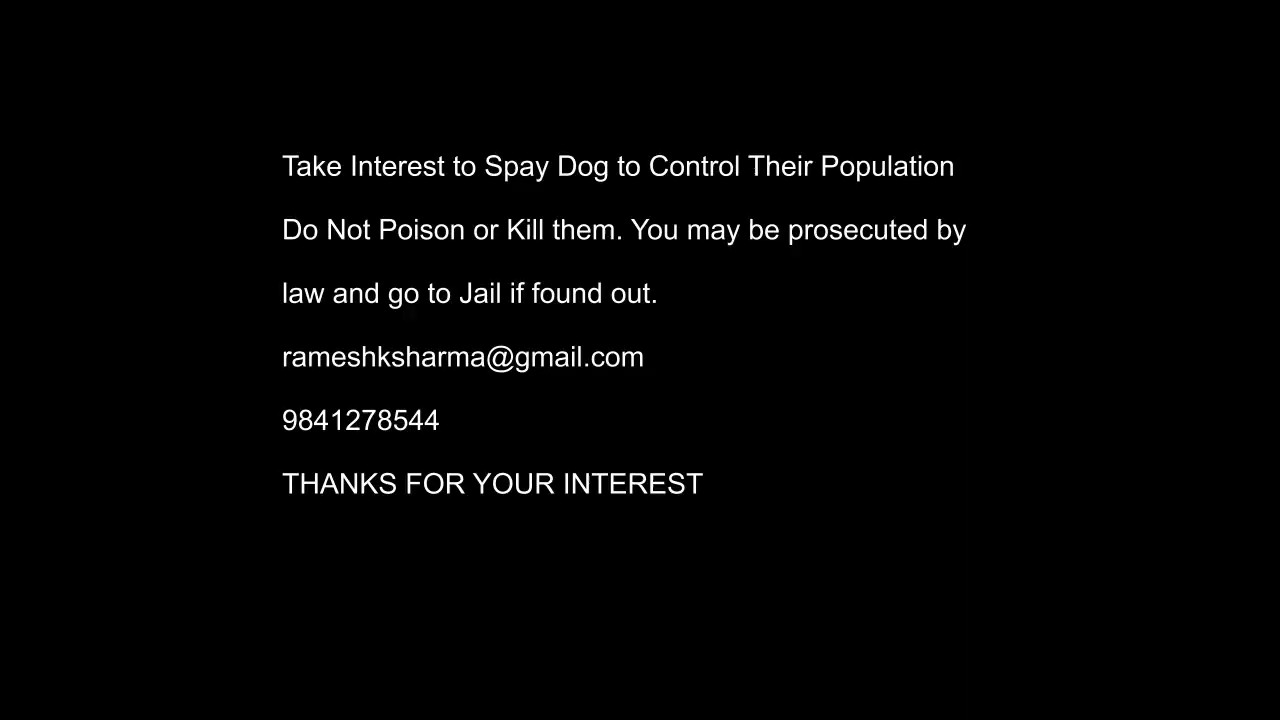 Take Interest to Spay Dog to Control Their Population
Do Not Poison or Kill them. You may be prosecuted by
law and go to Jail if found out.
rameshksharma@gmail.com
9841278544
THANKS FOR YOUR INTEREST